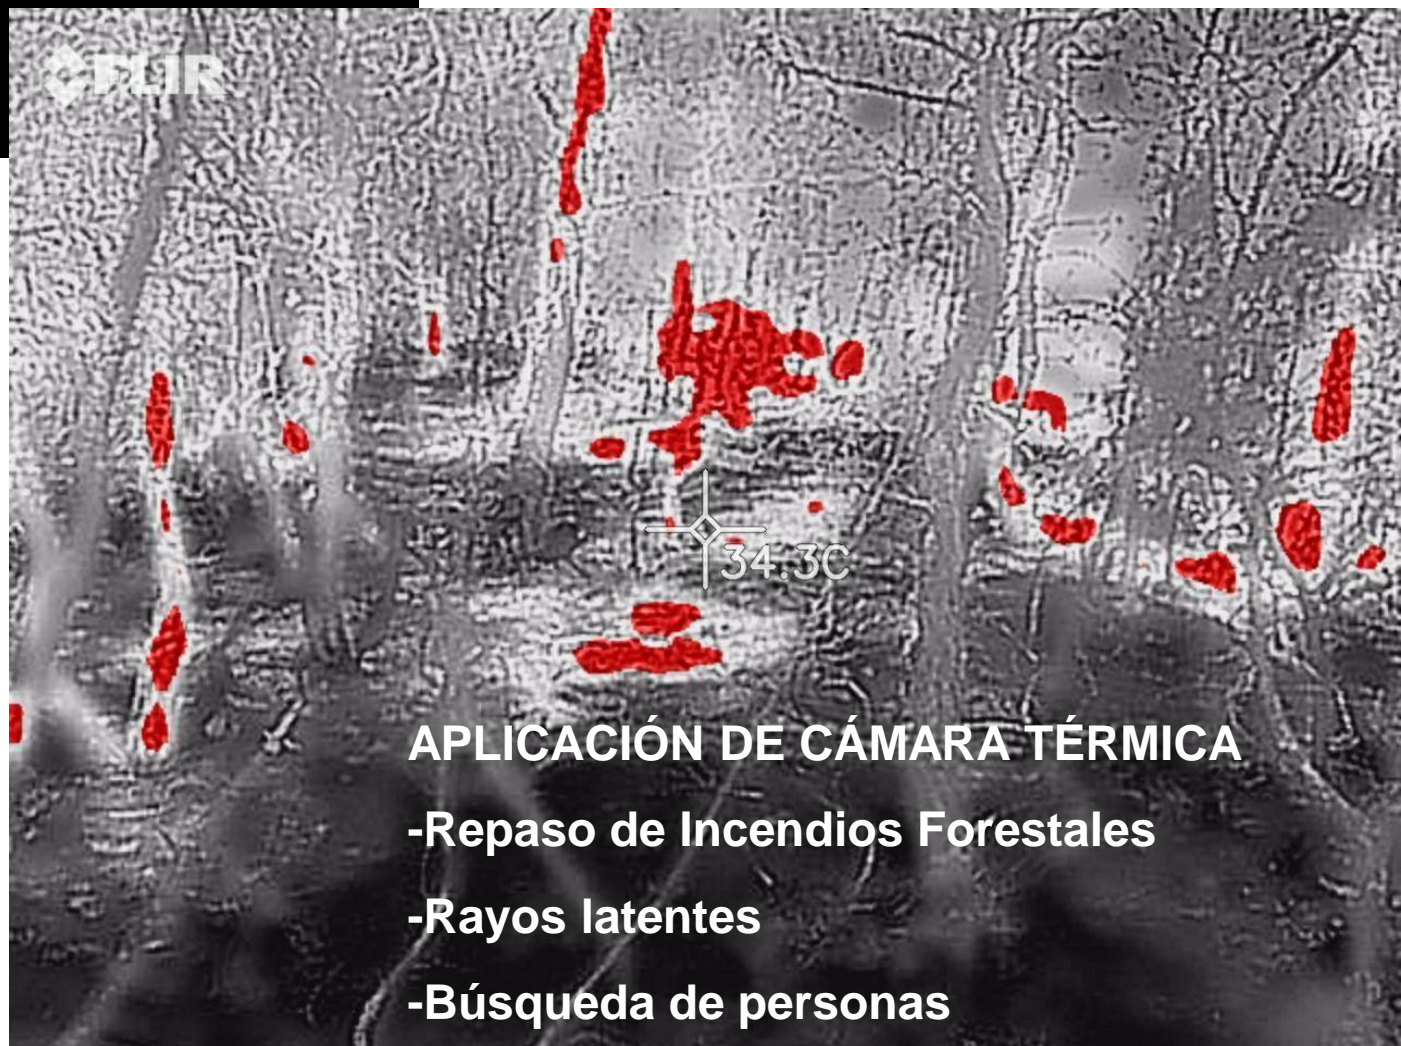 FLIR
34.3C
APLICACIÓN DE CÁMARA TÉRMICA
-Repaso de Incendios Forestales
-Rayos latentes
-Búsqueda de personas